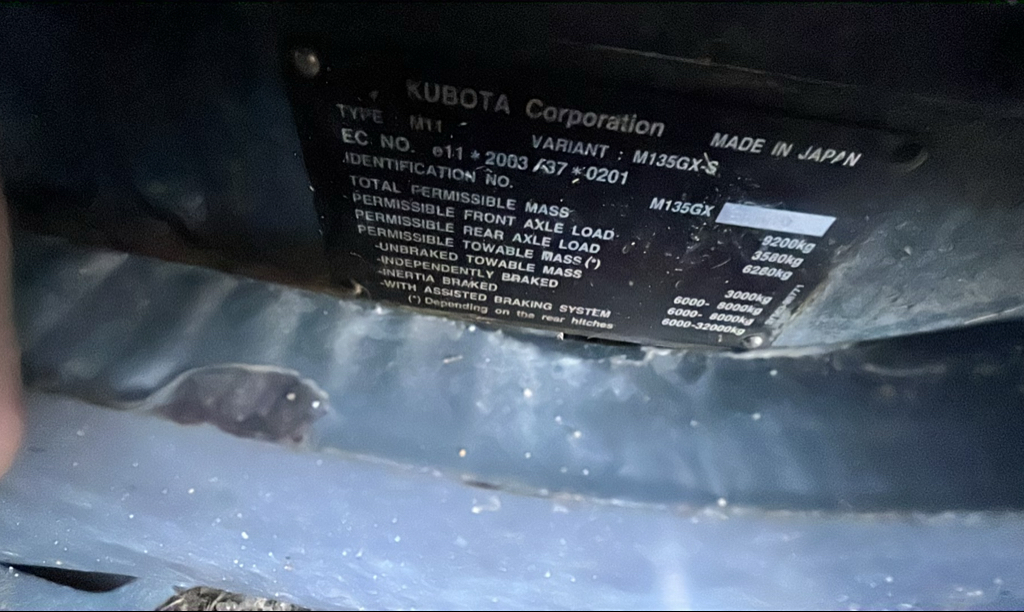 KUBOTA Corporation
MADE IN JAPAN
TYPE M11 VARIANT : M135GX-S
EC NO. e11*2003/37*0201
IDENTIFICATION NO. M135GX
TOTAL PERMISSIBLE MASS 9200kg
PERMISSIBLE FRONT AXLE LOAD 3580kg
PERMISSIBLE REAR AXLE LOAD 6280kg
PERMISSIBLE TOWABLE MASS (*)
-UNBRAKED TOWABLE MASS 3000kg
-INDEPENDENTLY BRAKED 6000- 8000kg
-INERTIA BRAKED 6000- 8000kg
-WITH ASSISTED BRAKING SYSTEM 6000-32000kg
(*) Depending on the rear hitches